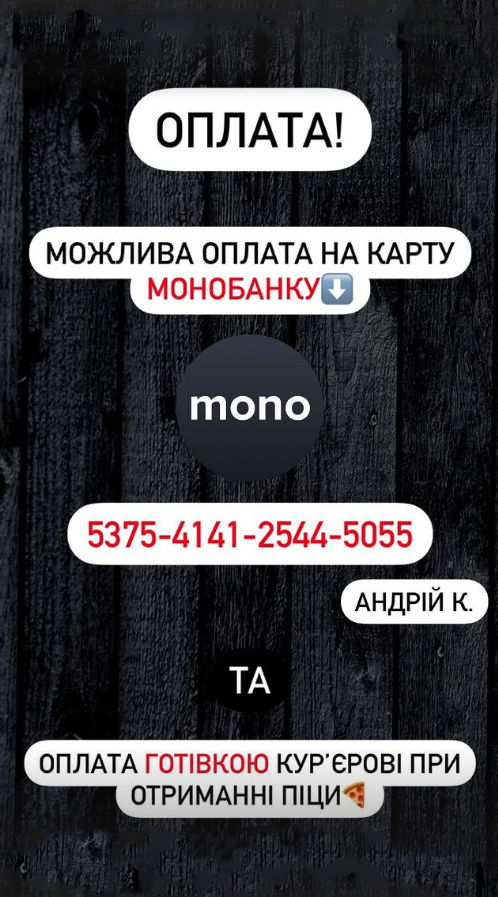 ОПЛАТА!
МОЖЛИВА ОПЛАТА НА КАРТУ
МОНОБАНКУ⬇️
mono
5375-4141-2544-5055
АНДРІЙ К.
ТА
ОПЛАТА ГОТІВКОЮ КУР’ЄРОВІ ПРИ
ОТРИМАННІ ПІЦИ🍕